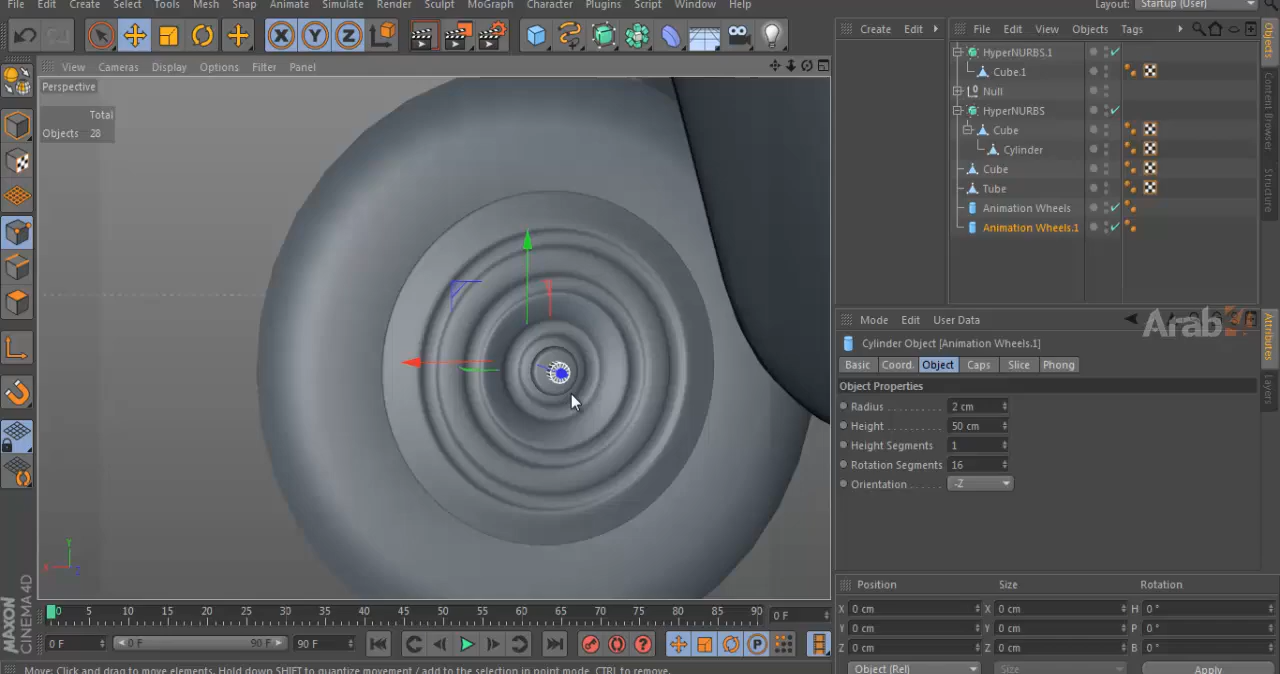 File Edit Create Select Tools Mesh Snap Animate Simulate Render Sculpt MoGraph Character Plugins Script Window Help
Layout: Startup (User)
View Cameras Display Options Filter Panel
Create Edit
File Edit View Objects Tags
Perspective
Total
Objects 28
HyperNURBS.1
Cube.1
Null
HyperNURBS
Cube
Cylinder
Cube
Tube
Animation Wheels
Animation Wheels.1
Objects
Content Browser
Structure
Mode Edit User Data
Arab
Cylinder Object [Animation Wheels.1]
Basic Coord. Object Caps Slice Phong
Object Properties
Radius 2 cm
Height 50 cm
Height Segments 1
Rotation Segments 16
Orientation -Z
Attributes
Layers
Position Size Rotation
X 0 cm X 0 cm H 0 °
Y 0 cm Y 0 cm P 0 °
Z 0 cm Z 0 cm B 0 °
Object (Rel) Size Apply
Y
X
Z
0 5 10 15 20 25 30 35 40 45 50 55 60 65 70 75 80 85 90
0 F
0 F 0 F 90 F 90 F
MAXON
CINEMA 4D
Move: Click and drag to move elements. Hold down SHIFT to quantize movement / add to the selection in point mode, CTRL to remove.